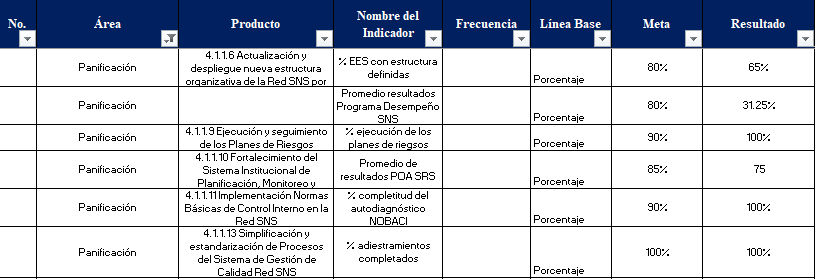 No.
Área
Producto
Nombre del
Indicador
Frecuencia
Línea Base
Meta
Resultado
Panificación
4.1.1.6 Actualización y
despliegue nueva estructura
organizativa de la Red SNS por
% EES con estructura
definidas
Porcentaje
80%
65%
Panificación
Promedio resultados
Programa Desempeño
SNS
Porcentaje
80%
31.25%
Panificación
4.1.1.9 Ejecución y seguimiento
de los Planes de Riesgos
% ejecución de los
planes de riegsos
Porcentaje
90%
100%
Panificación
4.1.1.10 Fortalecimiento del
Sistema Institucional de
Planificación, Monitoreo y
Promedio de
resultados POA SRS
Porcentaje
85%
75
Panificación
4.1.1.11 Implementación Normas
Básicas de Control Interno en la
Red SNS
% completitud del
autodiagnóstico
NOBACI
Porcentaje
90%
100%
Panificación
4.1.1.13 Simplificación y
estandarización de Procesos
del Sistema de Gestión de
Calidad Red SNS
% adiestramientos
completados
Porcentaje
100%
100%